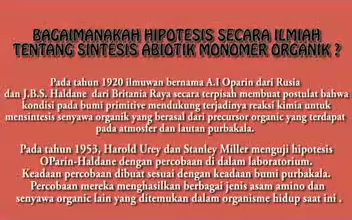 BAGAIMANAKAH HIPOTESIS SECARA ILMIAH
TENTANG SINTESIS ABIOTIK MONOMER ORGANIK ?
Pada tahun 1920 ilmuwan bernama A.I Oparin dari Rusia
dan J.B.S. Haldane dari Britania Raya secara terpisah membuat postulat bahwa
kondisi pada bumi primitive mendukung terjadinya reaksi kimia untuk
mensintesis senyawa organik yang berasal dari precursor organic yang terdapat
pada atmosfer dan lautan purbakala.
Pada tahun 1953, Harold Urey dan Stanley Miller menguji hipotesis
OParin-Haldane dengan percobaan di dalam laboratorium.
Keadaan percobaan dibuat sesuai dengan keadaan bumi purbakala.
Percobaan mereka menghasilkan berbagai jenis asam amino dan
senyawa organic lain yang ditemukan dalam organisme hidup saat ini .